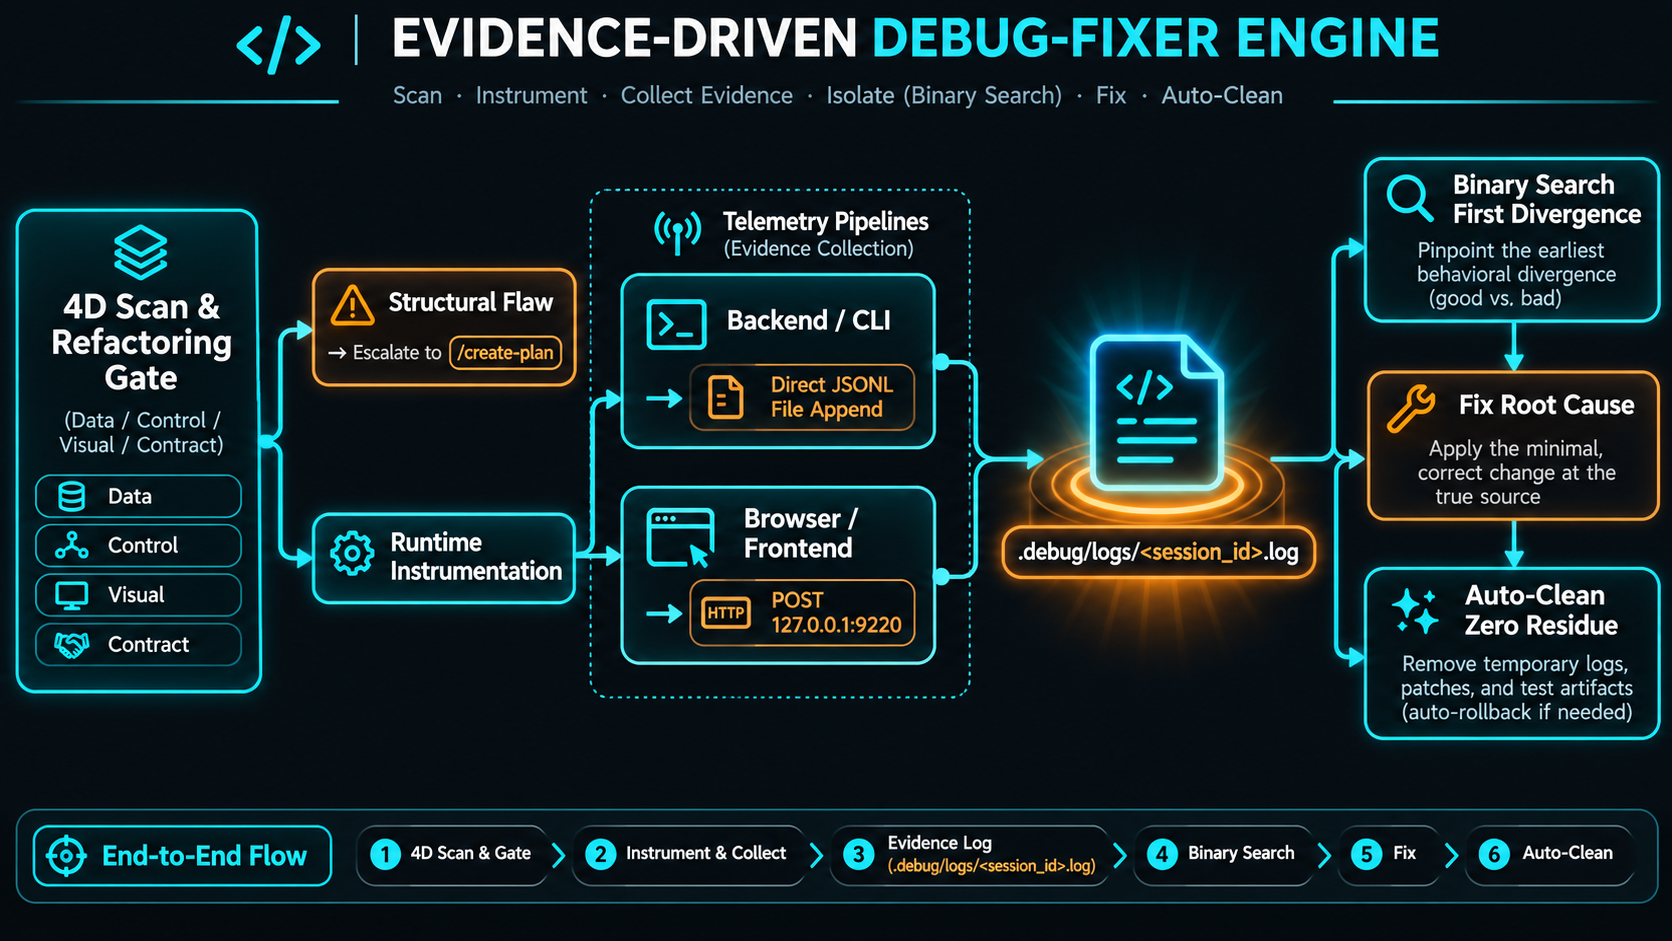 </>
EVIDENCE-DRIVEN DEBUG-FIXER ENGINE
Scan · Instrument · Collect Evidence · Isolate (Binary Search) · Fix · Auto-Clean
4D Scan &
Refactoring
Gate
(Data / Control /
Visual / Contract)
Data
Control
Visual
Contract
Structural Flaw
→ Escalate to /create-plan
Runtime
Instrumentation
Telemetry Pipelines
(Evidence Collection)
Backend / CLI
Direct JSONL
File Append
Browser /
Frontend
HTTP
POST
127.0.0.1:9220
</>
.debug/logs/<session_id>.log
Binary Search
First Divergence
Pinpoint the earliest
behavioral divergence
(good vs. bad)
Fix Root Cause
Apply the minimal,
correct change at the
true source
Auto-Clean
Zero Residue
Remove temporary logs,
patches, and test artifacts
(auto-rollback if needed)
End-to-End Flow
1 4D Scan & Gate
2 Instrument & Collect
3 Evidence Log
(.debug/logs/<session_id>.log)
4 Binary Search
5 Fix
6 Auto-Clean